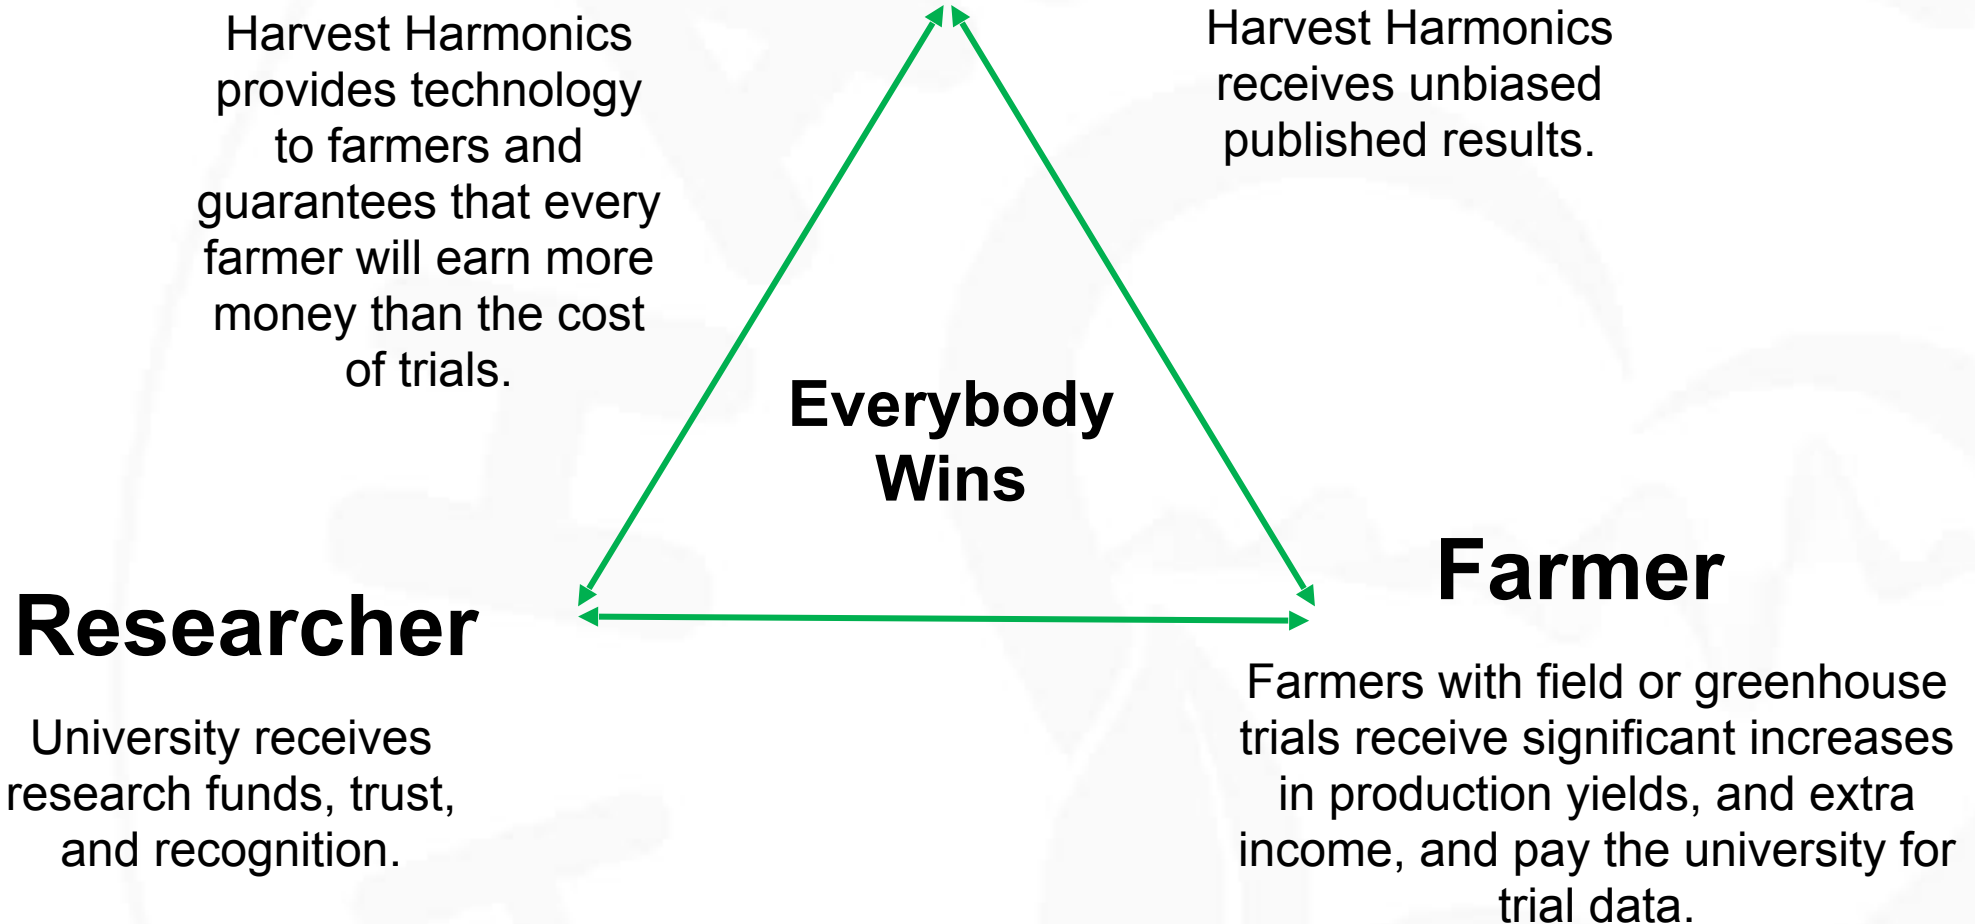 Harvest Harmonics
provides technology
to farmers and
guarantees that every
farmer will earn more
money than the cost
of trials.
Harvest Harmonics
receives unbiased
published results.
Everybody
Wins
Researcher
University receives
research funds, trust,
and recognition.
Farmer
Farmers with field or greenhouse
trials receive significant increases
in production yields, and extra
income, and pay the university for
trial data.